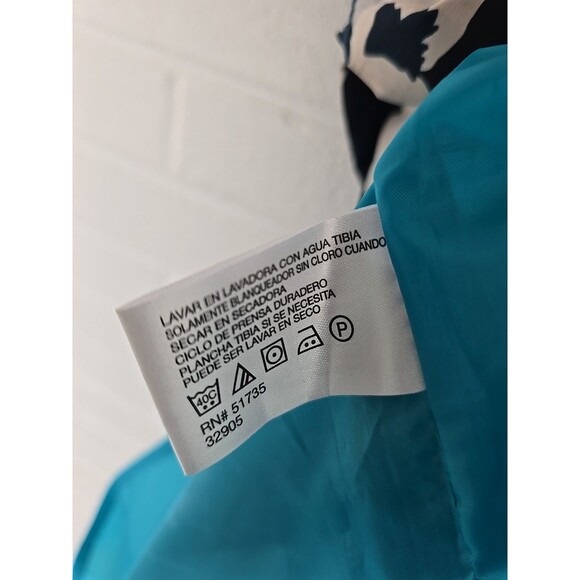 LAVAR EN LAVADORA CON AGUA TIBIA
SOLAMENTE BLANQUEADOR SIN CLORO CUANDO
SECAR EN SECADORA
CICLO DE PRENSA DURADERO
PLANCHA TIBIA SI SE NECESITA
PUEDE SER LAVAR EN SECO
40C P
RN# 51735
32905